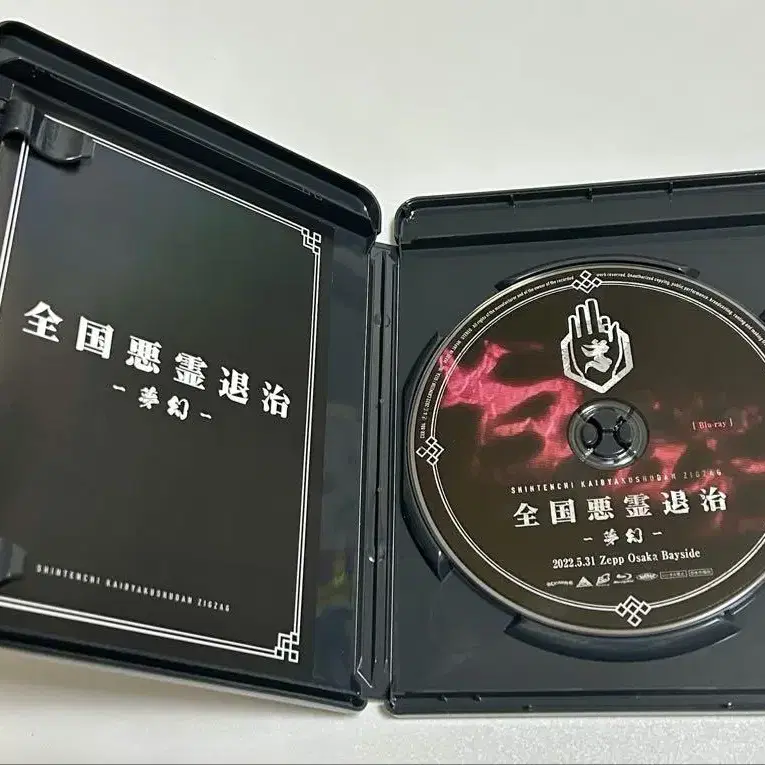 全国悪霊退治
-夢幻-
SHINTENCHI KAIBYAKUSHUDAN ZIGZAG
[ Blu-ray ]
SHINTENCHI KAIBYAKUSHUDAN ZIGZAG
全国悪霊退治
-夢幻-
2022.5.31 Zepp Osaka Bayside